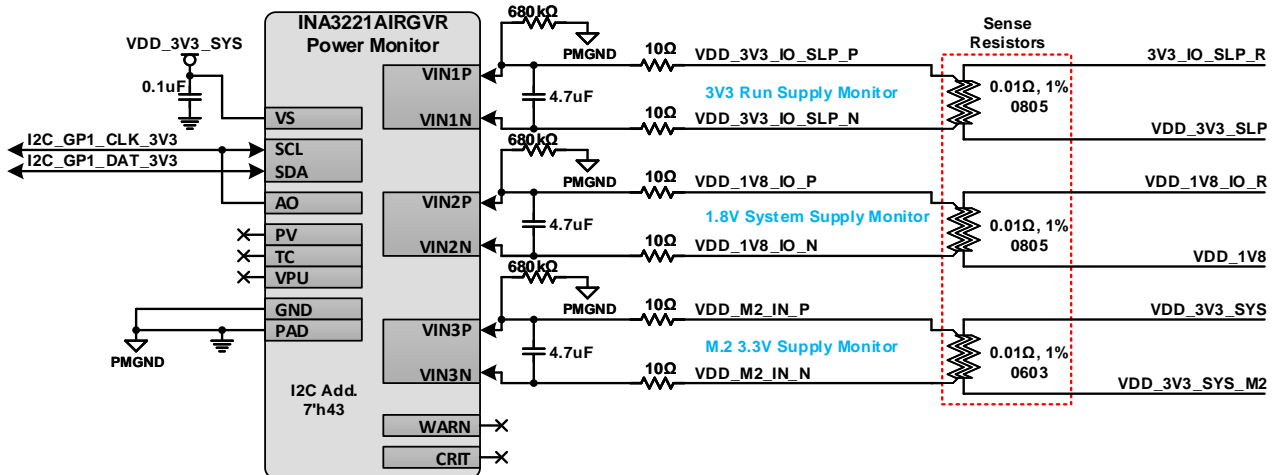 INA3221AIRGVR
Power Monitor
VDD_3V3_SYS
0.1uF
VS
I2C_GP1_CLK_3V3
SCL
I2C_GP1_DAT_3V3
SDA
AO
PV
TC
VPU
GND
PAD
PMGND
I2C Add.
7'h43
VIN1P
VIN1N
VIN2P
VIN2N
VIN3P
VIN3N
WARN
CRIT
680kΩ
PMGND
10Ω
VDD_3V3_IO_SLP_P
4.7uF
3V3 Run Supply Monitor
10Ω
VDD_3V3_IO_SLP_N
680kΩ
PMGND
10Ω
VDD_1V8_IO_P
4.7uF
1.8V System Supply Monitor
10Ω
VDD_1V8_IO_N
680kΩ
PMGND
10Ω
VDD_M2_IN_P
4.7uF
M.2 3.3V Supply Monitor
10Ω
VDD_M2_IN_N
Sense
Resistors
3V3_IO_SLP_R
0.01Ω, 1%
0805
VDD_3V3_SLP
VDD_1V8_IO_R
0.01Ω, 1%
0805
VDD_1V8
VDD_3V3_SYS
0.01Ω, 1%
0603
VDD_3V3_SYS_M2